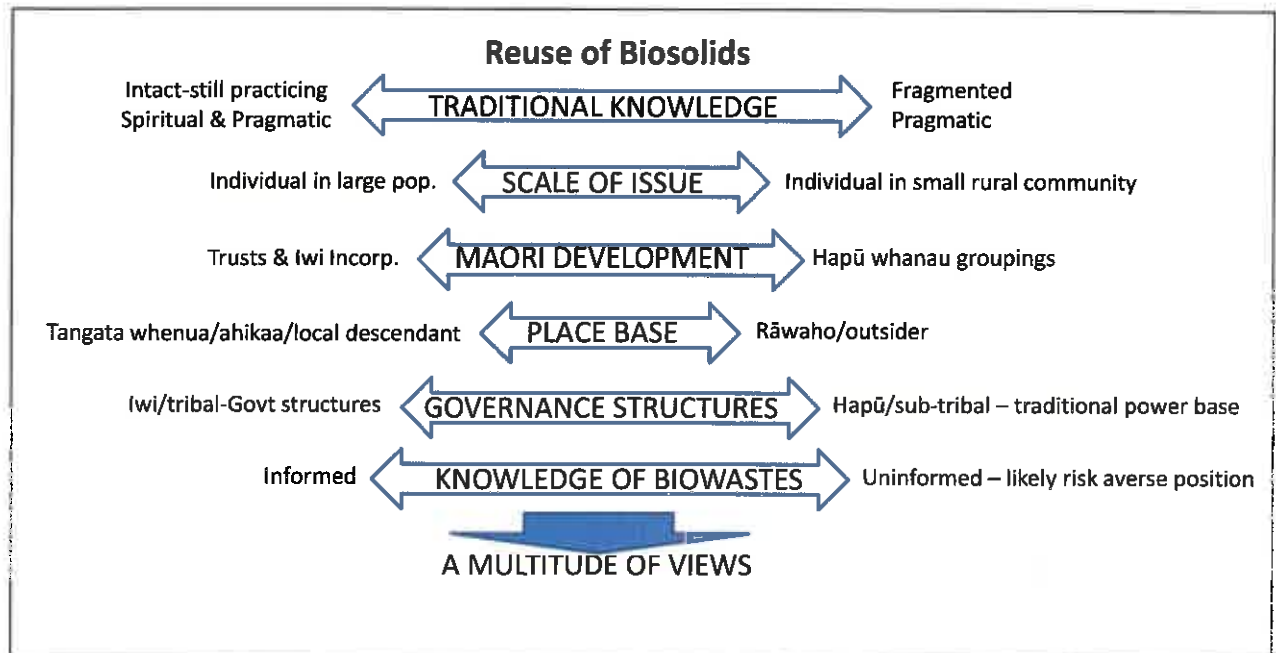 Reuse of Biosolids
Intact-still practicing
Spiritual & Pragmatic
TRADITIONAL KNOWLEDGE
Fragmented
Pragmatic
Individual in large pop.
SCALE OF ISSUE
Individual in small rural community
Trusts & Iwi Incorp.
MAORI DEVELOPMENT
Hapū whanau groupings
Tangata whenua/ahikaa/local descendant
PLACE BASE
Rāwaho/outsider
Iwi/tribal-Govt structures
GOVERNANCE STRUCTURES
Hapū/sub-tribal – traditional power base
Informed
KNOWLEDGE OF BIOWASTES
Uninformed – likely risk averse position
A MULTITUDE OF VIEWS